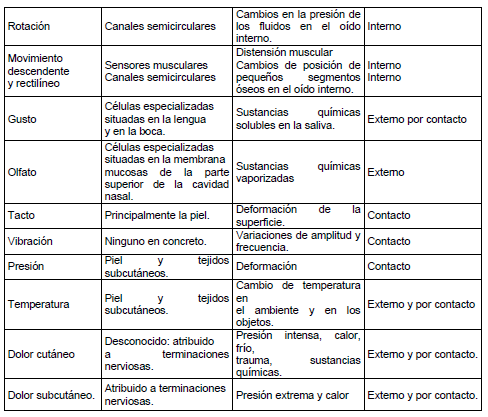 Rotación Canales semicirculares Cambios en la presión de los fluidos en el oído interno. Interno
Movimiento descendente y rectilíneo Sensores musculares Canales semicirculares Distensión muscular Cambios de posición de pequeños segmentos óseos en el oído interno. Interno Interno
Gusto Células especializadas situadas en la lengua y en la boca. Sustancias químicas solubles en la saliva. Externo por contacto
Olfato Células especializadas situadas en la membrana mucosas de la parte superior de la cavidad nasal. Sustancias químicas vaporizadas Externo
Tacto Principalmente la piel. Deformación de la superficie. Contacto
Vibración Ninguno en concreto. Variaciones de amplitud y frecuencia. Contacto
Presión Piel y tejidos subcutáneos. Deformación Contacto
Temperatura Piel y tejidos subcutáneos. Cambio de temperatura en el ambiente y en los objetos. Externo y por contacto
Dolor cutáneo Desconocido: atribuido a terminaciones nerviosas. Presión intensa, calor, frío, trauma, sustancias químicas. Externo y por contacto.
Dolor subcutáneo. Atribuido a terminaciones nerviosas. Presión extrema y calor Externo y por contacto.